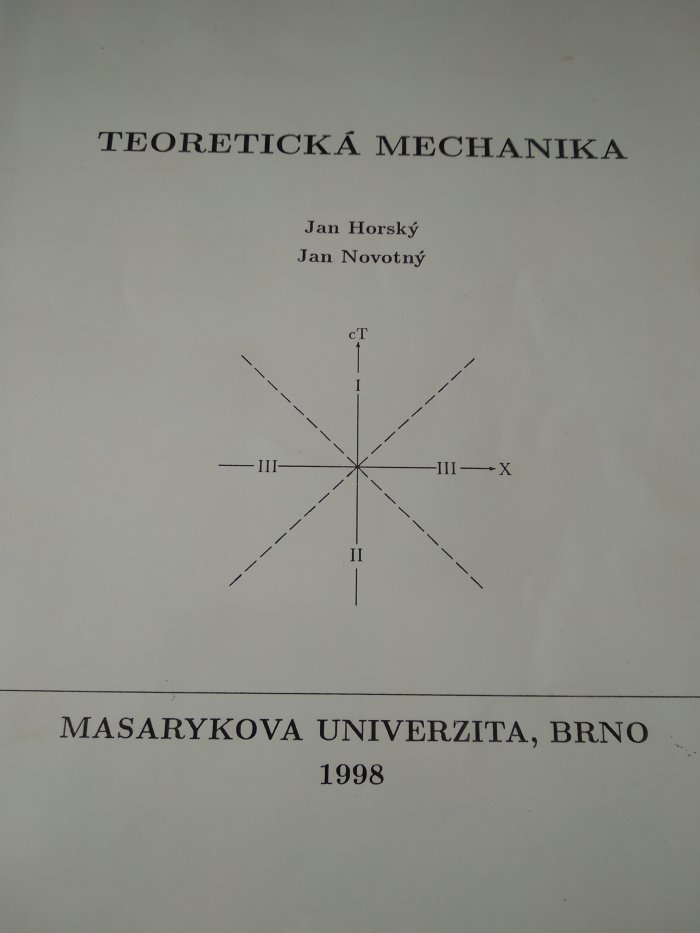 TEORETICKÁ MECHANIKA
Jan Horský
Jan Novotný
cT
I
III III X
II
MASARYKOVA UNIVERZITA, BRNO
1998